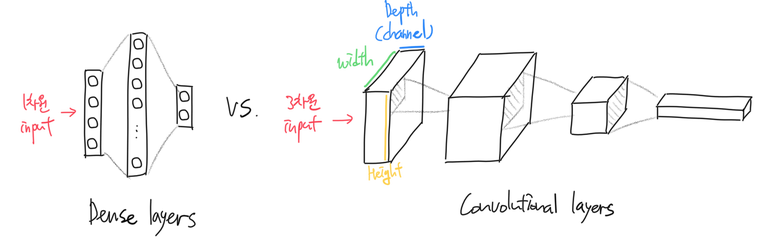 1차원
input
Dense layers
VS.
3차원
input
Depth
(channel)
width
Height
Convolutional layers